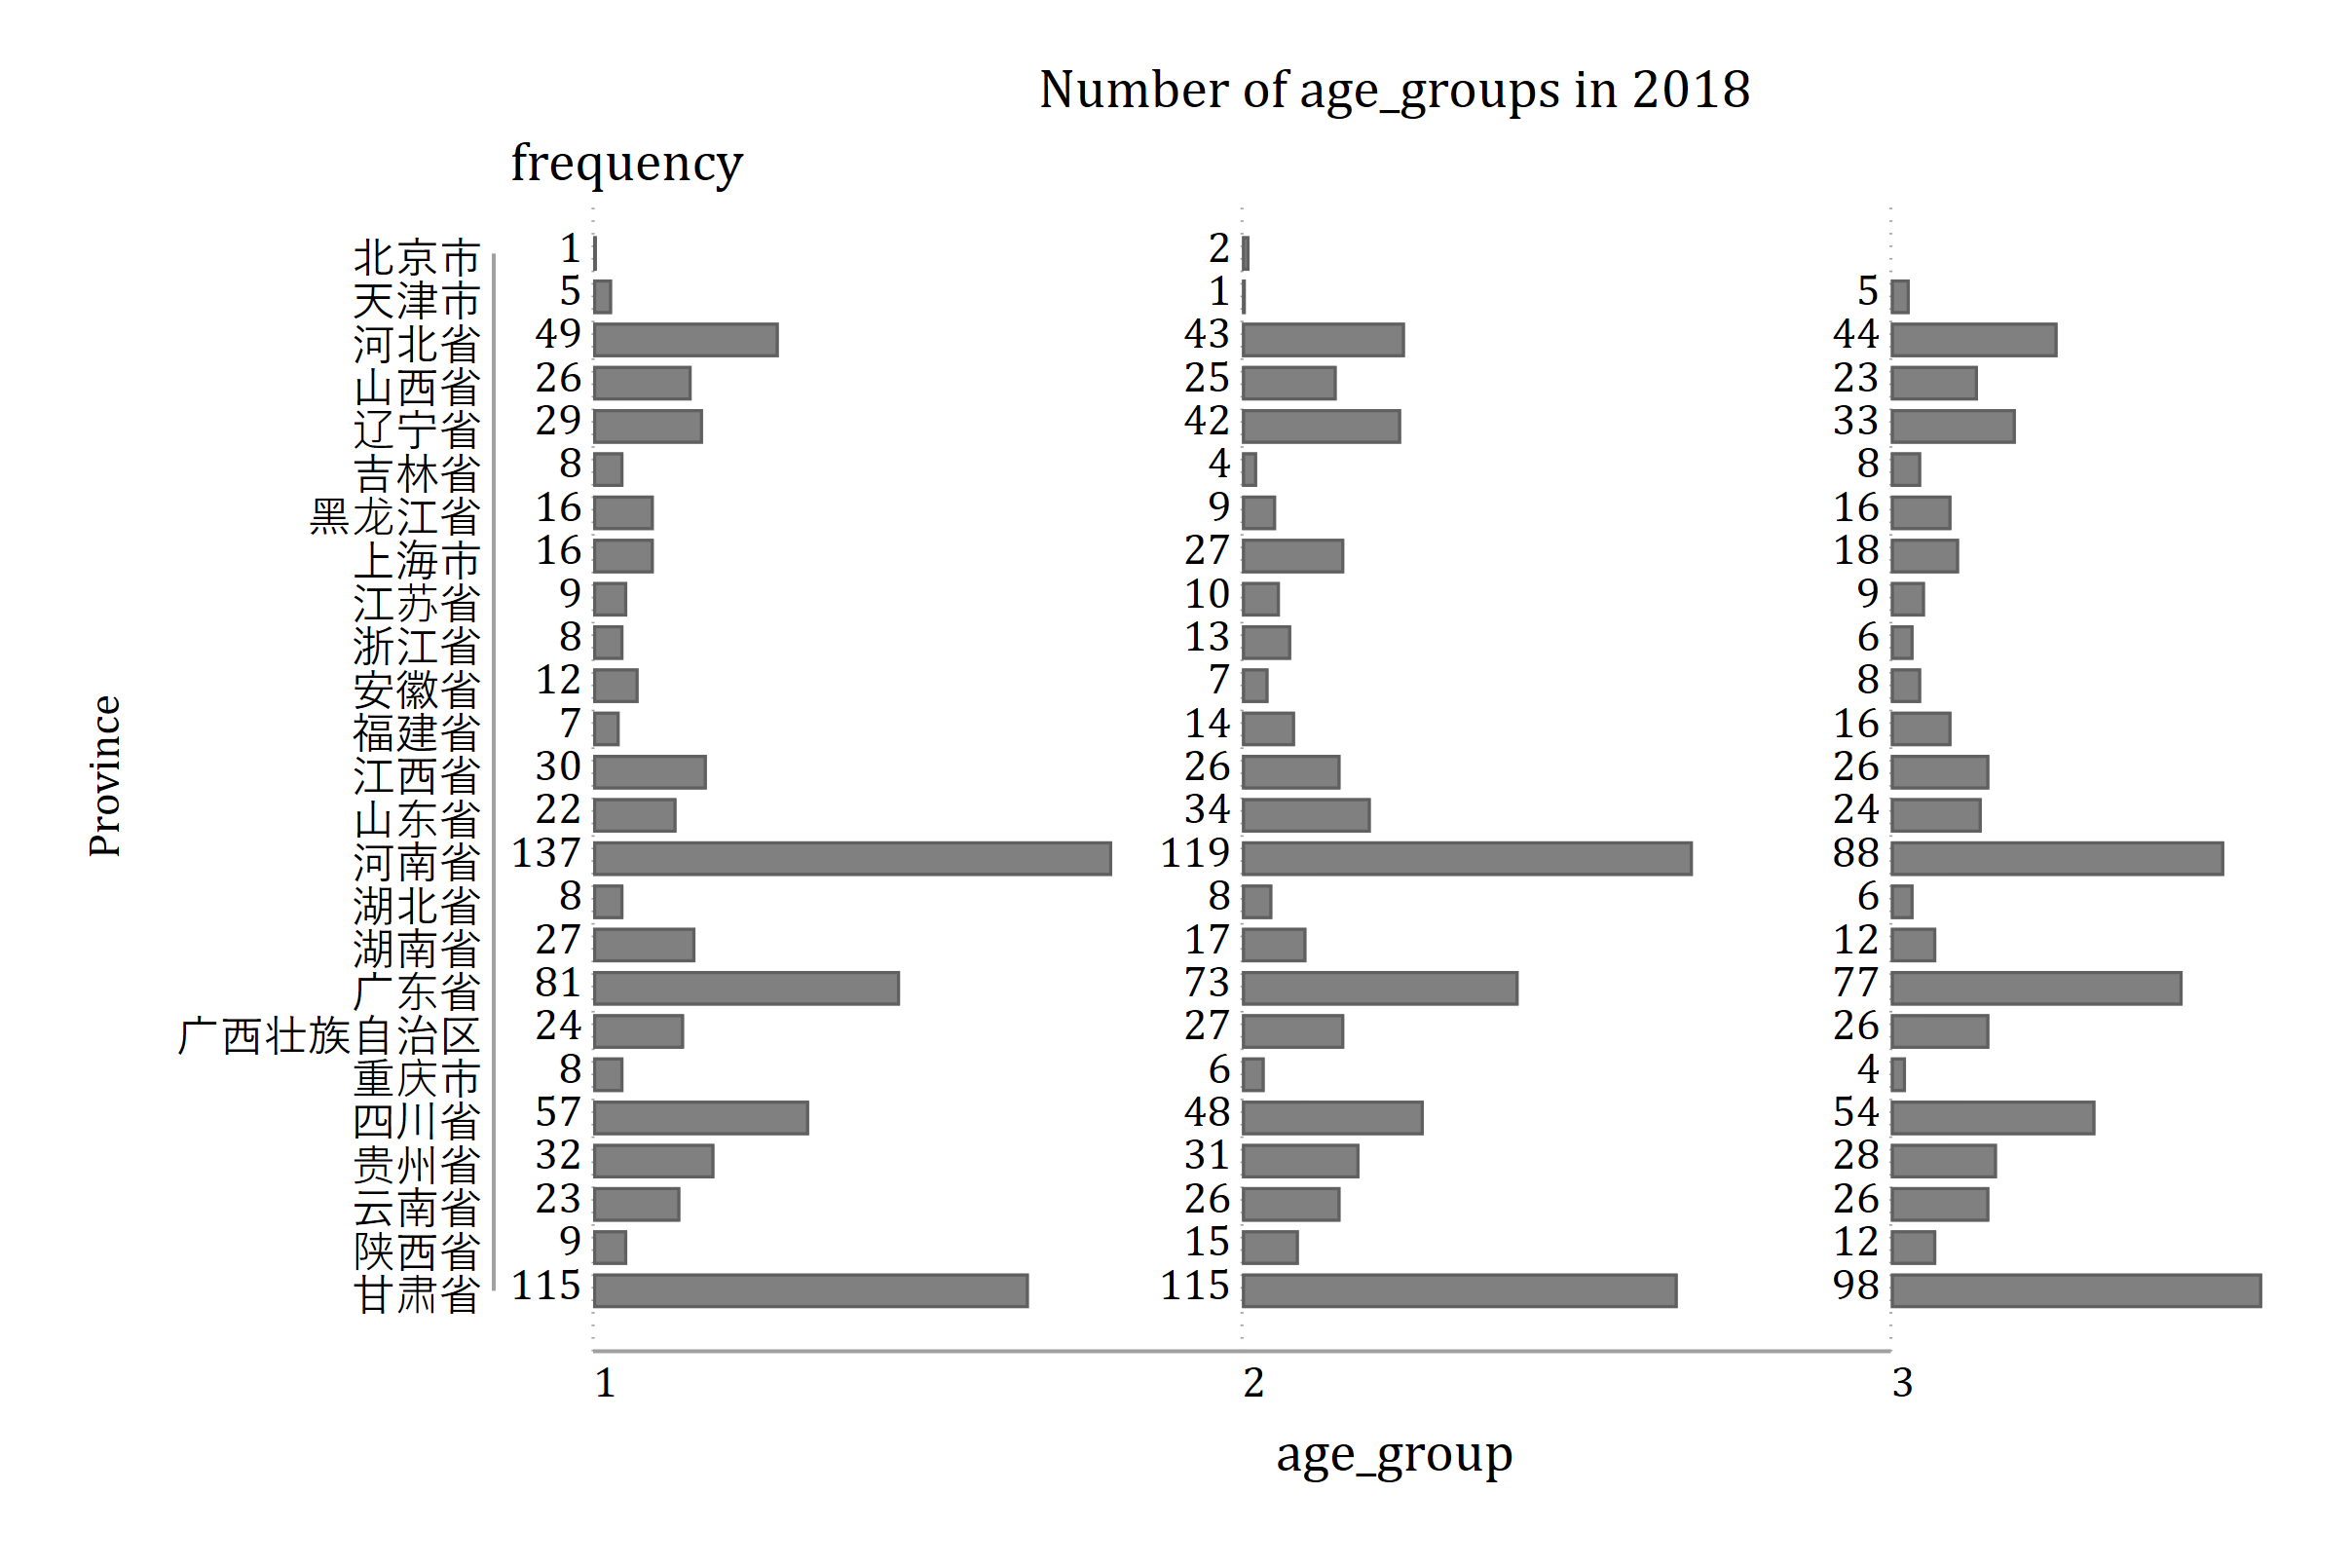 Number of age_groups in 2018
frequency
Province
北京市 1 2
天津市 5 1 5
河北省 49 43 44
山西省 26 25 23
辽宁省 29 42 33
吉林省 8 4 8
黑龙江省 16 9 16
上海市 16 27 18
江苏省 9 10 9
浙江省 8 13 6
安徽省 12 7 8
福建省 7 14 16
江西省 30 26 26
山东省 22 34 24
河南省 137 119 88
湖北省 8 8 6
湖南省 27 17 12
广东省 81 73 77
广西壮族自治区 24 27 26
重庆市 8 6 4
四川省 57 48 54
贵州省 32 31 28
云南省 23 26 26
陕西省 9 15 12
甘肃省 115 115 98
1 2 3
age_group